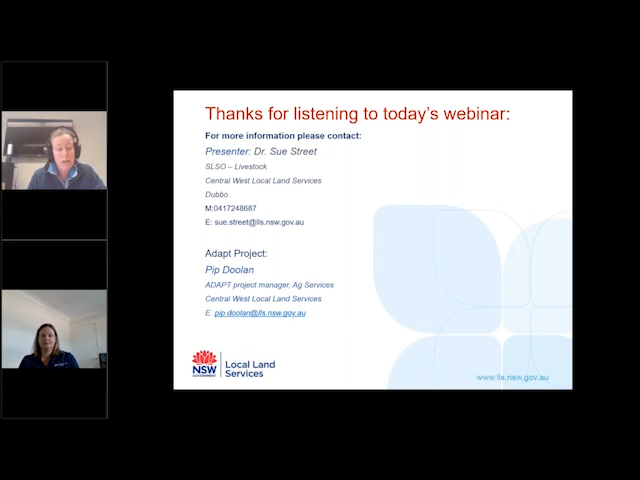 Thanks for listening to today's webinar:
For more information please contact:
Presenter: Dr. Sue Street
SLSO – Livestock
Central West Local Land Services
Dubbo
M:0417248687
E: sue.street@lls.nsw.gov.au
Adapt Project:
Pip Doolan
ADAPT project manager, Ag Services
Central West Local Land Services
E: pip.doolan@lls.nsw.gov.au
NSW
GOVERNMENT
Local Land
Services
www.lls.nsw.gov.au